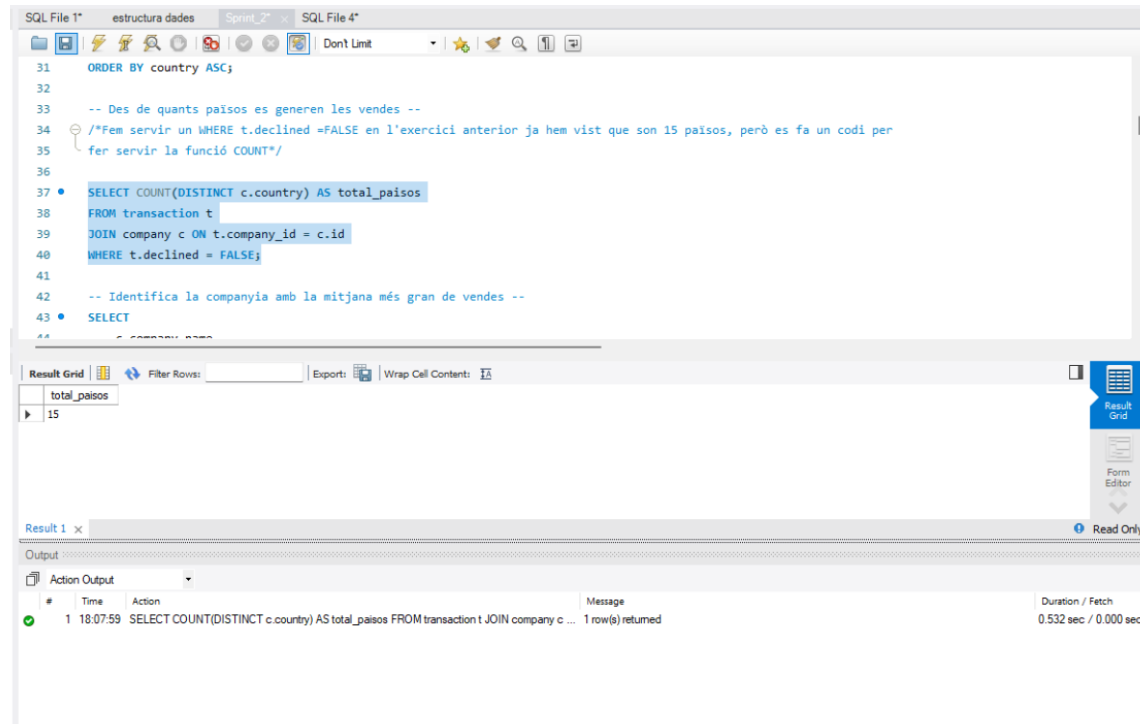 SQL File 1* estructura dades Sprint_2* × SQL File 4*
Don't Limit
31 ORDER BY country ASC;
32
33 -- Des de quants països es generen les vendes --
34 /*Fem servir un WHERE t.declined =FALSE en l'exercici anterior ja hem vist que son 15 països, però es fa un codi per
35 fer servir la funció COUNT*/
36
37 SELECT COUNT(DISTINCT c.country) AS total_paisos
38 FROM transaction t
39 JOIN company c ON t.company_id = c.id
40 WHERE t.declined = FALSE;
41
42 -- Identifica la companyia amb la mitjana més gran de vendes --
43 SELECT
44 c.company_name
Result Grid Filter Rows: Export: Wrap Cell Content: IA
total_paisos
15
Result Grid
Form Editor
Result 1 × Read Only
Output
Action Output
# Time Action Message Duration / Fetch
1 18:07:59 SELECT COUNT(DISTINCT c.country) AS total_paisos FROM transaction t JOIN company c ... 1 row(s) returned 0.532 sec / 0.000 sec